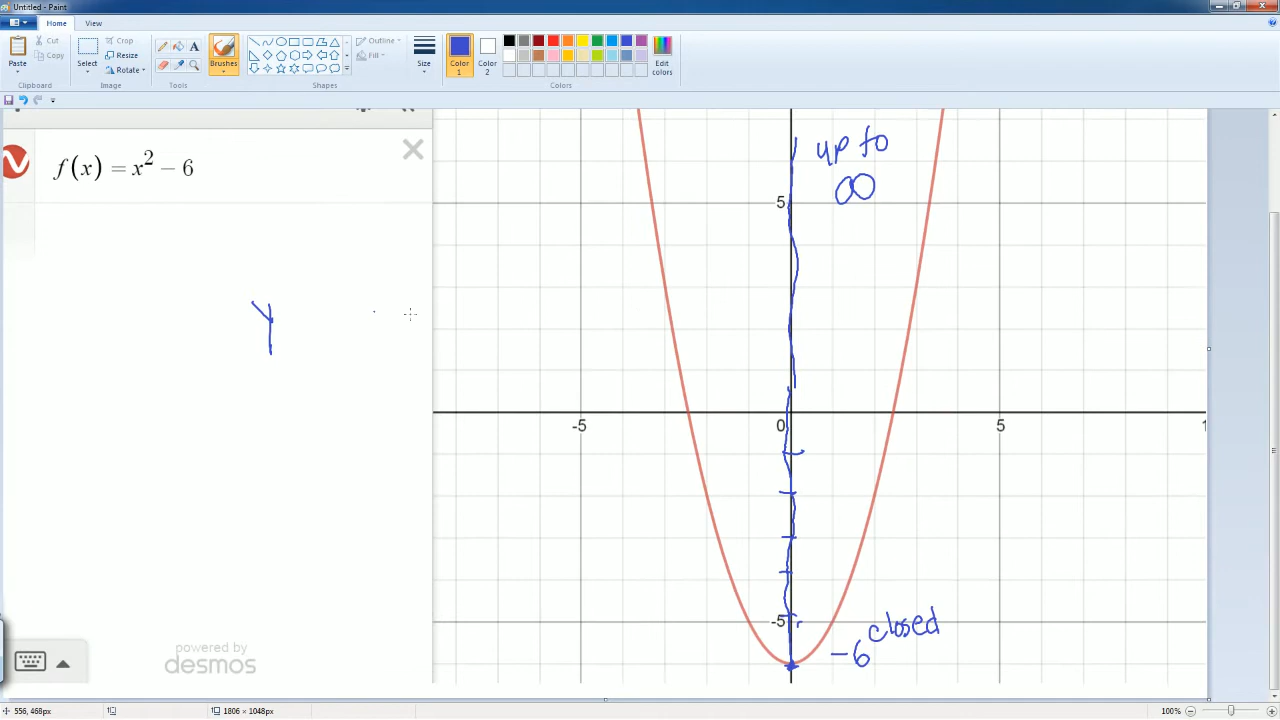 Untitled - Paint
Home View
Paste
Cut
Copy
Clipboard
Select
Crop
Resize
Rotate
Image
A
Tools
Brushes
Outline
Fill
Shapes
Size
Color 1
Color 2
Edit colors
Colors
f(x) = x² − 6
y
up to
∞
5
-5
0
5
1
-5
closed
−6
powered by
desmos
556, 468px
1806 × 1048px
100%